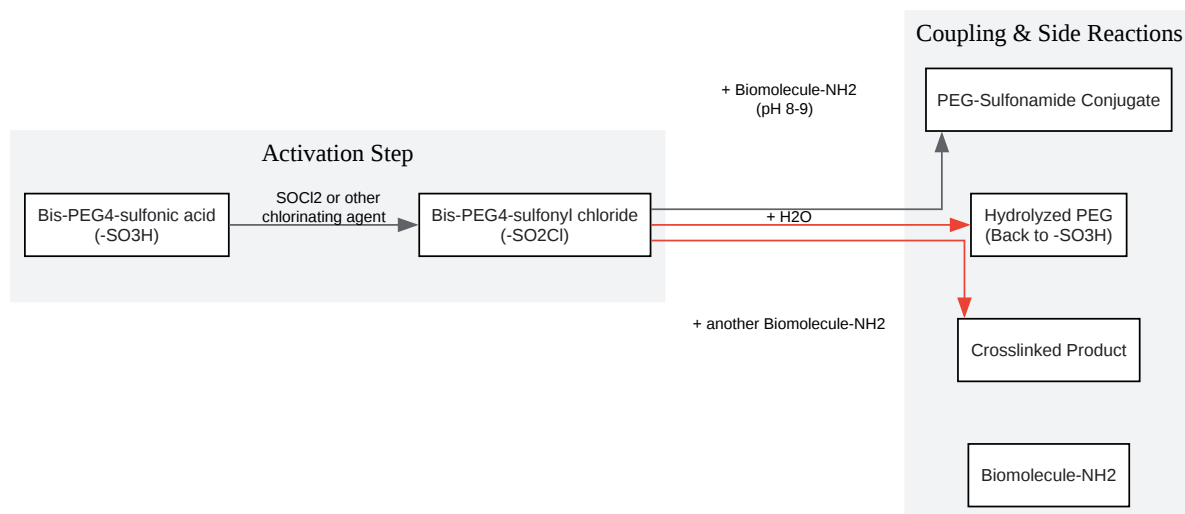 Coupling & Side Reactions
+ Biomolecule-NH2
(pH 8-9)
PEG-Sulfonamide Conjugate
Activation Step
SOCl2 or other
chlorinating agent
Bis-PEG4-sulfonic acid
(-SO3H)
Bis-PEG4-sulfonyl chloride
(-SO2Cl)
+ H2O
Hydrolyzed PEG
(Back to -SO3H)
+ another Biomolecule-NH2
Crosslinked Product
Biomolecule-NH2